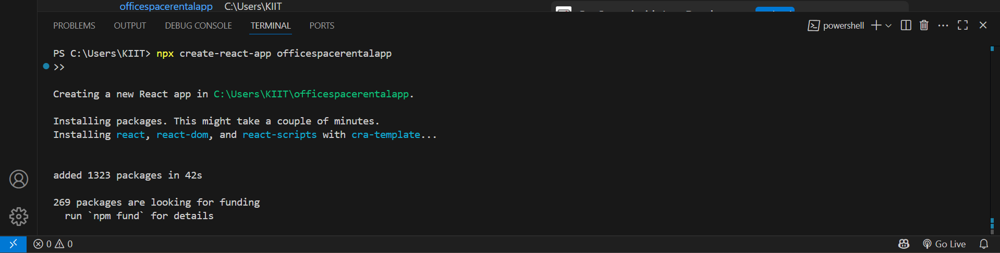 officespacerentalapp C:\Users\KIIT
PROBLEMS OUTPUT DEBUG CONSOLE TERMINAL PORTS powershell
PS C:\Users\KIIT> npx create-react-app officespacerentalapp
>>
Creating a new React app in C:\Users\KIIT\officespacerentalapp.
Installing packages. This might take a couple of minutes.
Installing react, react-dom, and react-scripts with cra-template...
added 1323 packages in 42s
269 packages are looking for funding
run `npm fund` for details
0 0 Go Live